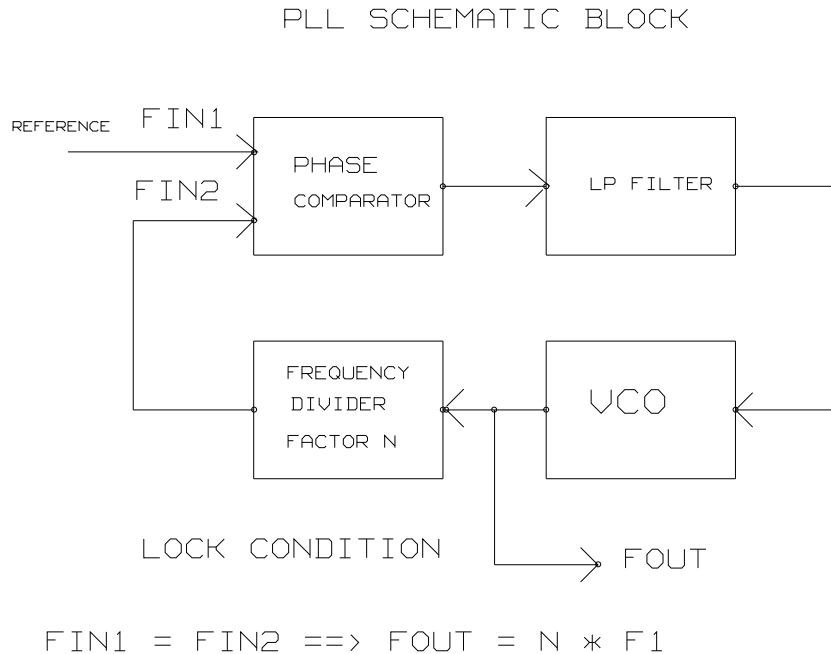 PLL SCHEMATIC BLOCK
REFERENCE
FIN1
FIN2
PHASE
COMPARATOR
LP FILTER
FREQUENCY
DIVIDER
FACTOR N
VCO
LOCK CONDITION
FOUT
FIN1 = FIN2 ==> FOUT = N * F1